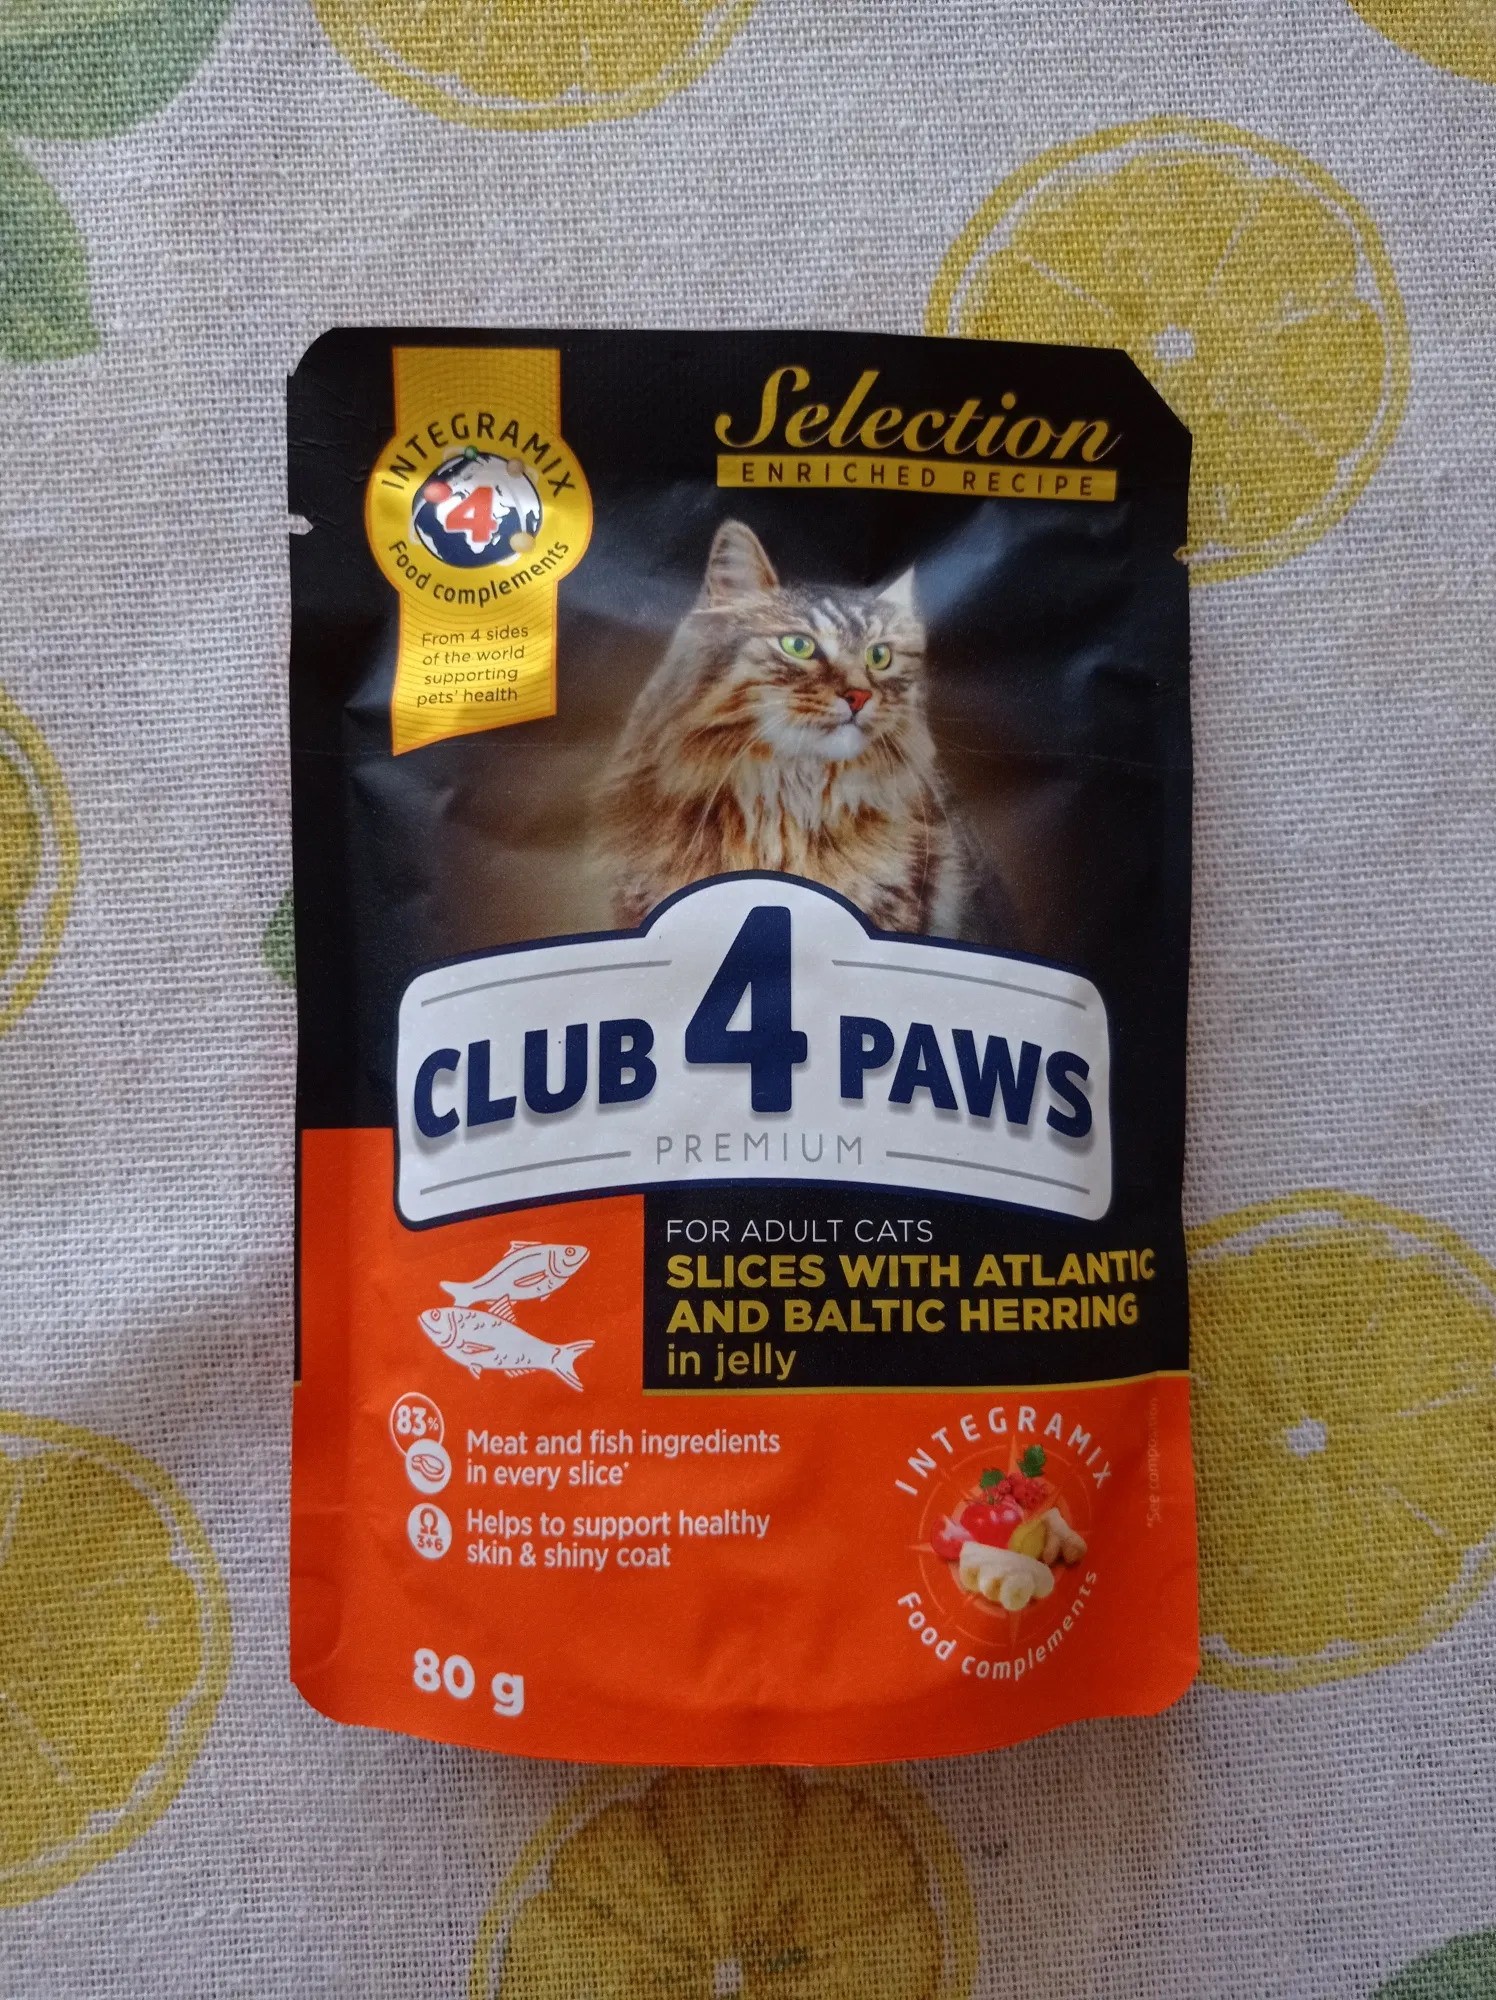 INTEGRAMIX
4
Food complements
From 4 sides
of the world
supporting
pets' health
Selection
ENRICHED RECIPE
CLUB 4 PAWS
PREMIUM
FOR ADULT CATS
SLICES WITH ATLANTIC
AND BALTIC HERRING
in jelly
83%
Meat and fish ingredients
in every slice*
Ω
3+6
Helps to support healthy
skin & shiny coat
80 g
INTEGRAMIX
Food complements
*See composition